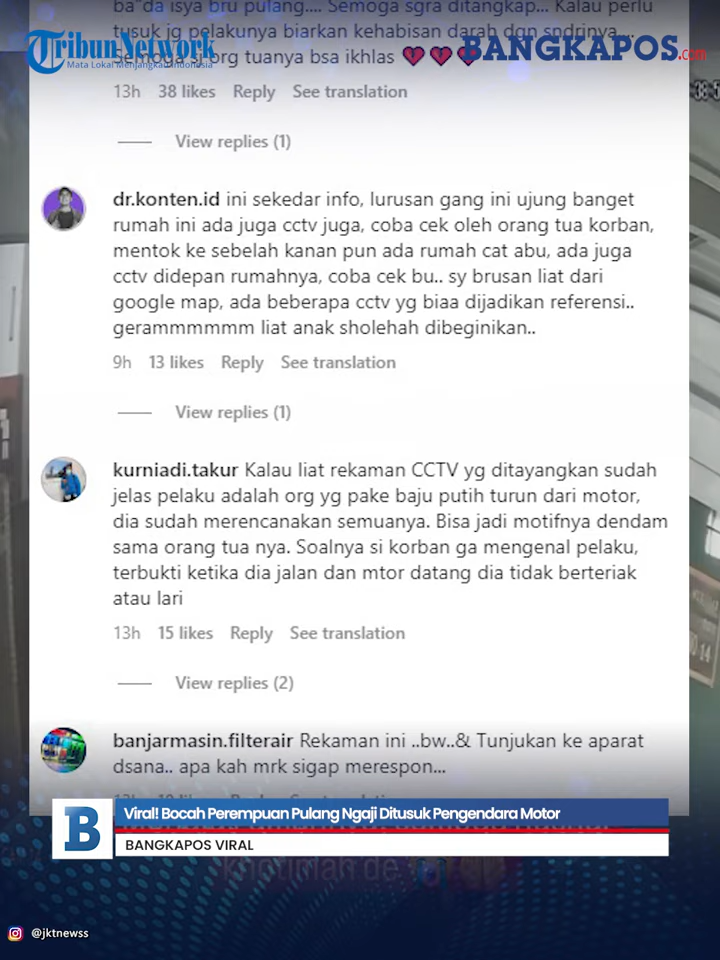 ba"da isya bru pulang.... Semoga sgra ditangkap... Kalau perlu
tusuk jg pelakunya biarkan kehabisan darah dgn sndrinya....
Semoga si org tuanya bsa ikhlas
Tribun Network
Mata Lokal Menjangkau Indonesia
BANGKAPOS.com
13h 38 likes Reply See translation
View replies (1)
dr.konten.id ini sekedar info, lurusan gang ini ujung banget
rumah ini ada juga cctv juga, coba cek oleh orang tua korban,
mentok ke sebelah kanan pun ada rumah cat abu, ada juga
cctv didepan rumahnya, coba cek bu.. sy brusan liat dari
google map, ada beberapa cctv yg biaa dijadikan referensi..
gerammmmmm liat anak sholehah dibeginikan..
9h 13 likes Reply See translation
View replies (1)
kurniadi.takur Kalau liat rekaman CCTV yg ditayangkan sudah
jelas pelaku adalah org yg pake baju putih turun dari motor,
dia sudah merencanakan semuanya. Bisa jadi motifnya dendam
sama orang tua nya. Soalnya si korban ga mengenal pelaku,
terbukti ketika dia jalan dan mtor datang dia tidak berteriak
atau lari
13h 15 likes Reply See translation
View replies (2)
banjarmasin.filterair Rekaman ini ..bw..& Tunjukan ke aparat
dsana.. apa kah mrk sigap merespon...
B
Viral! Bocah Perempuan Pulang Ngaji Ditusuk Pengendara Motor
BANGKAPOS VIRAL
@jktnewss